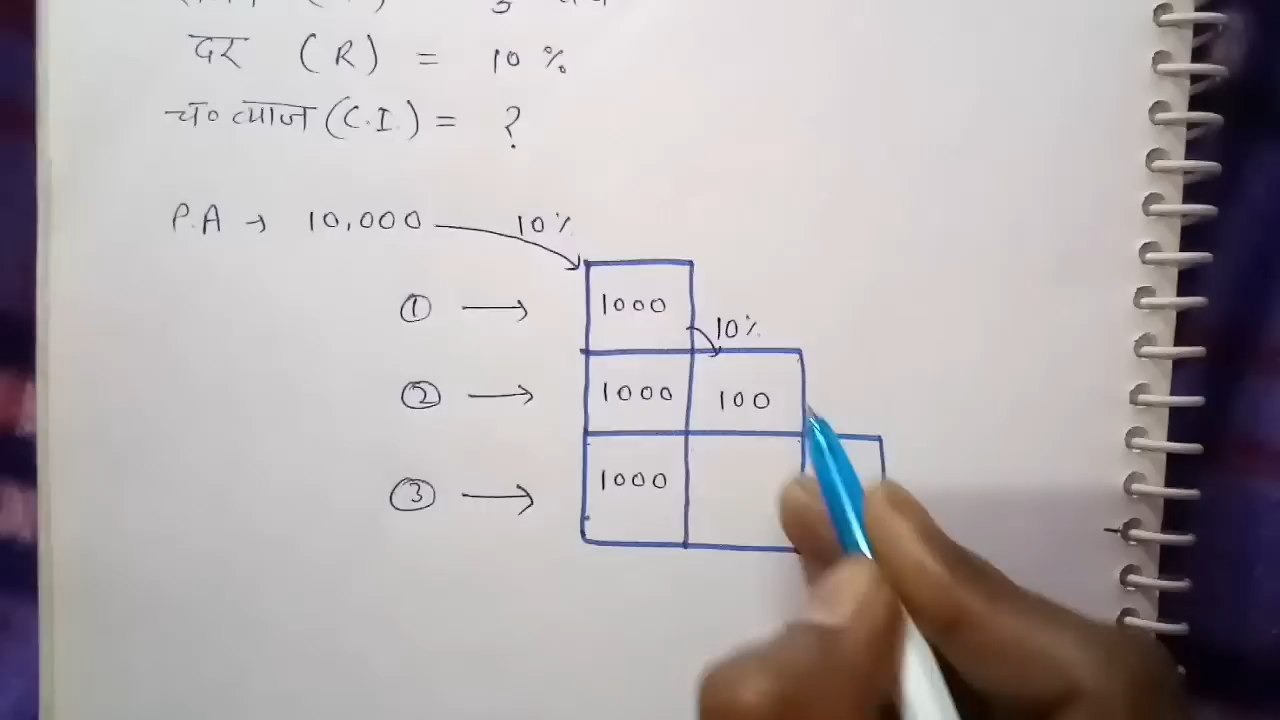 दर (R) = 10 %
च० ब्याज (C.I.) = ?
P.A → 10,000 10%
① → 1000
10%
② → 1000 100
③ → 1000